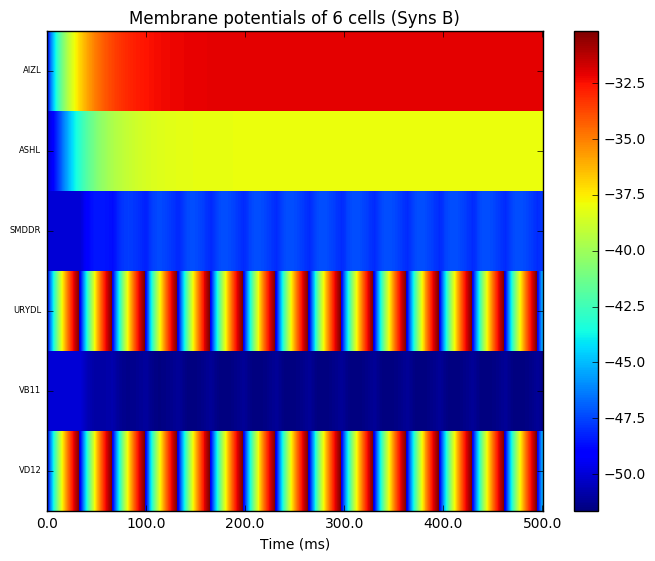 Membrane potentials of 6 cells (Syns B)
AIZL
ASHL
SMDDR
URYDL
VB11
VD12
0.0 100.0 200.0 300.0 400.0 500.0
Time (ms)
−32.5
−35.0
−37.5
−40.0
−42.5
−45.0
−47.5
−50.0